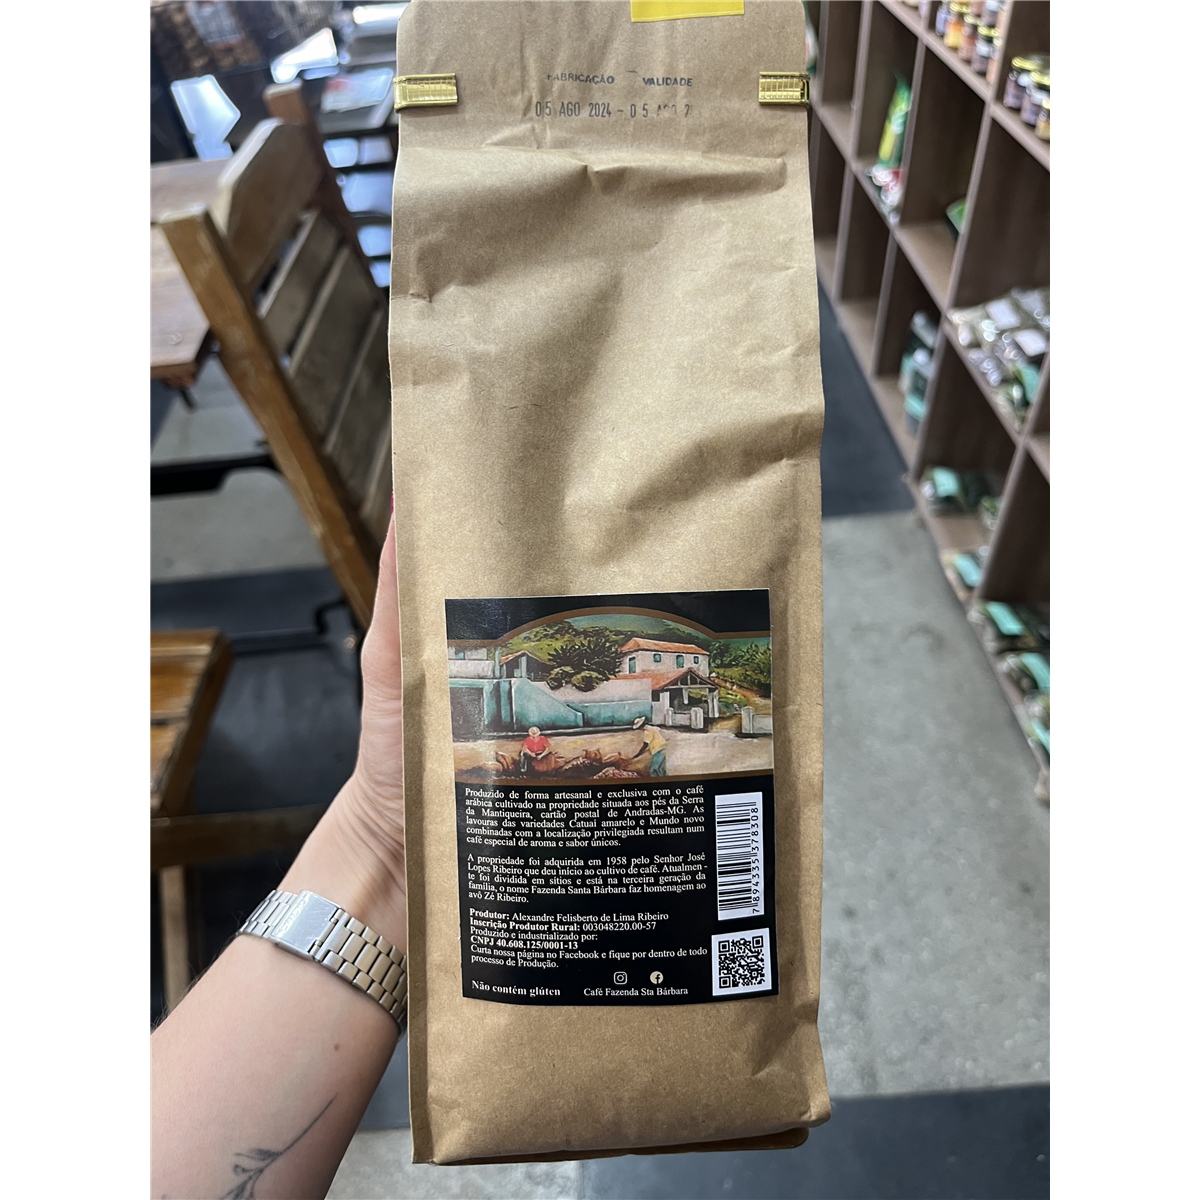 FABRICAÇÃO VALIDADE
05 AGO 2024 - 05
Produzido de forma artesanal e exclusiva com o café
arábica cultivado na propriedade situada aos pés da Serra
da Mantiqueira, cartão postal de Andradas-MG. As
lavouras das variedades Catuai amarelo e Mundo novo
combinadas com a localização privilegiada resultam num
café especial de aroma e sabor únicos.
A propriedade foi adquirida em 1958 pelo Senhor José
Lopes Ribeiro que deu início ao cultivo de café. Atualmen-
te foi dividida em sítios e está na terceira geração da
família, o nome Fazenda Santa Bárbara faz homenagem ao
avô Zé Ribeiro.
Produtor: Alexandre Felisberto de Lima Ribeiro
Inscrição Produtor Rural: 003048220.00-57
Produzido e industrializado por:
CNPJ 40.608.125/0001-13
Curta nossa página no Facebook e fique por dentro de todo
processo de Produção.
Não contém glúten
Café Fazenda Sta Bárbara
7894335378308